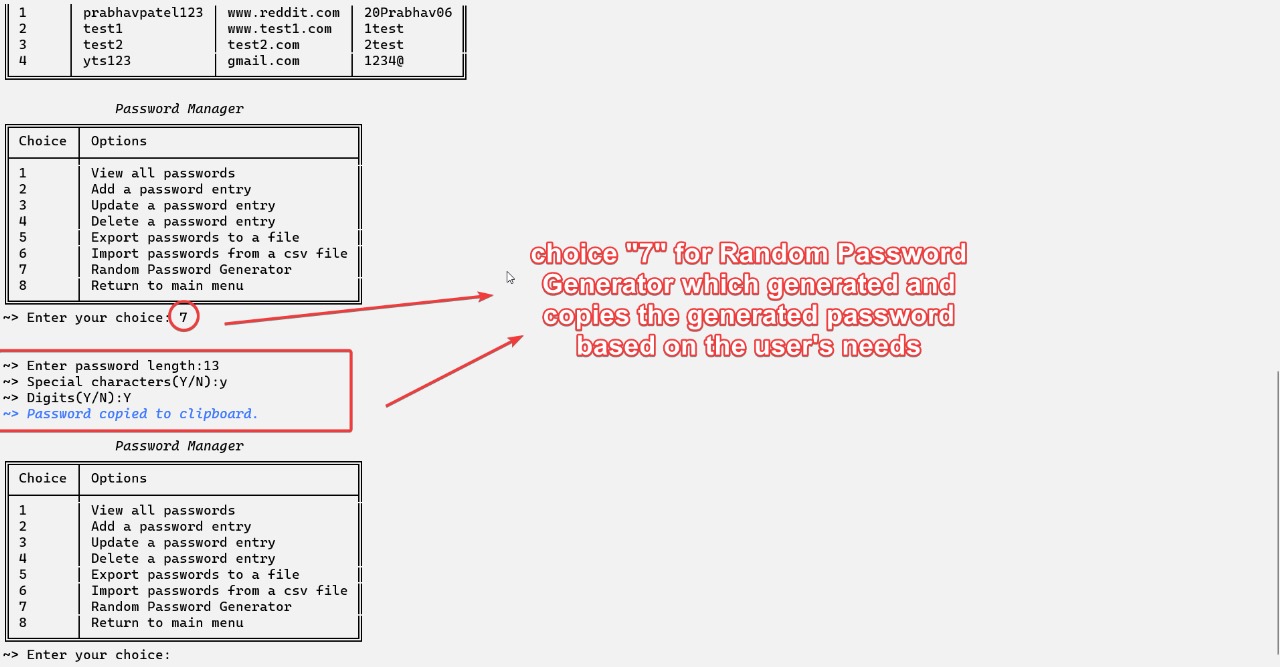 1 prabhavpatel123 www.reddit.com 20Prabhav06
2 test1 www.test1.com 1test
3 test2 test2.com 2test
4 yts123 gmail.com 1234@
Password Manager
Choice Options
1 View all passwords
2 Add a password entry
3 Update a password entry
4 Delete a password entry
5 Export passwords to a file
6 Import passwords from a csv file
7 Random Password Generator
8 Return to main menu
~> Enter your choice: 7
choice "7" for Random Password
Generator which generated and
copies the generated password
based on the user's needs
~> Enter password length:13
~> Special characters(Y/N):y
~> Digits(Y/N):Y
~> Password copied to clipboard.
Password Manager
Choice Options
1 View all passwords
2 Add a password entry
3 Update a password entry
4 Delete a password entry
5 Export passwords to a file
6 Import passwords from a csv file
7 Random Password Generator
8 Return to main menu
~> Enter your choice: